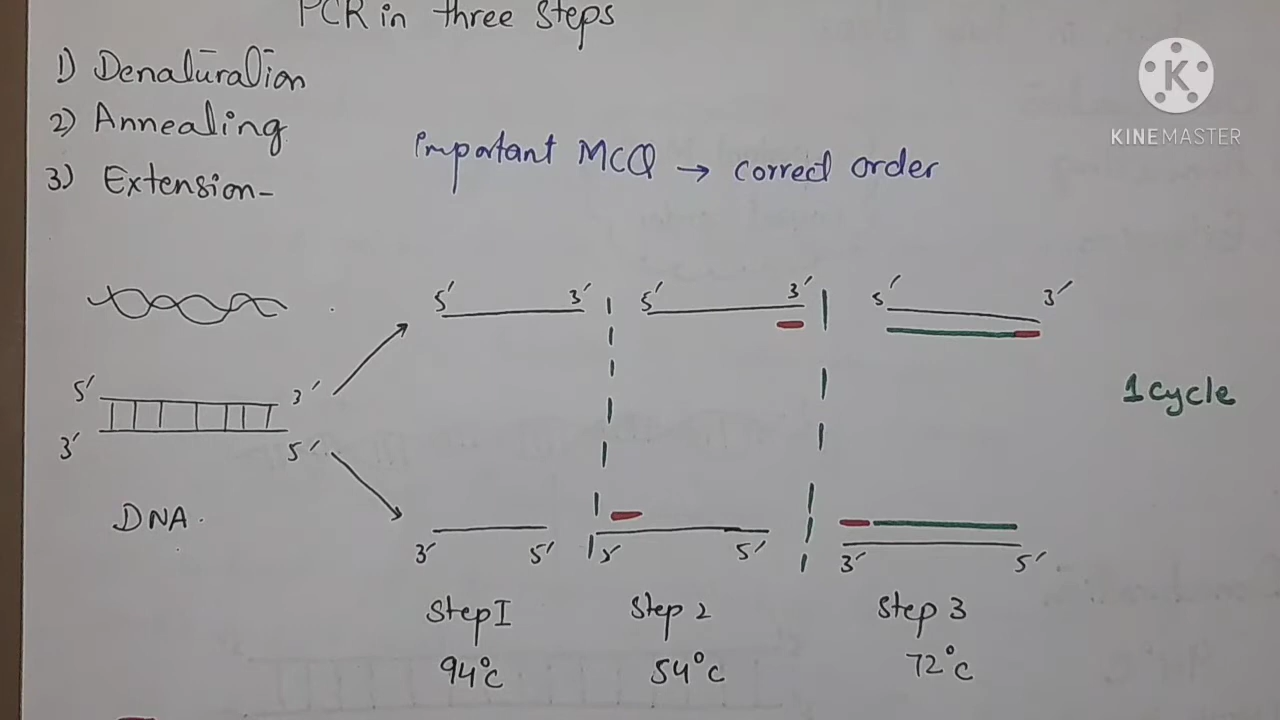 PCR in three steps
1) Denaturation
2) Annealing
3) Extension-
Impotant MCQ → correct order
KINEMASTER
5′ 3′ 5′ 3′ 5′ 3′
5′ 3′
3′ 5′
1 cycle
DNA.
3′ 5′ 5′ 3′ 5′
Step I Step 2 Step 3
94°c 54°c 72°c